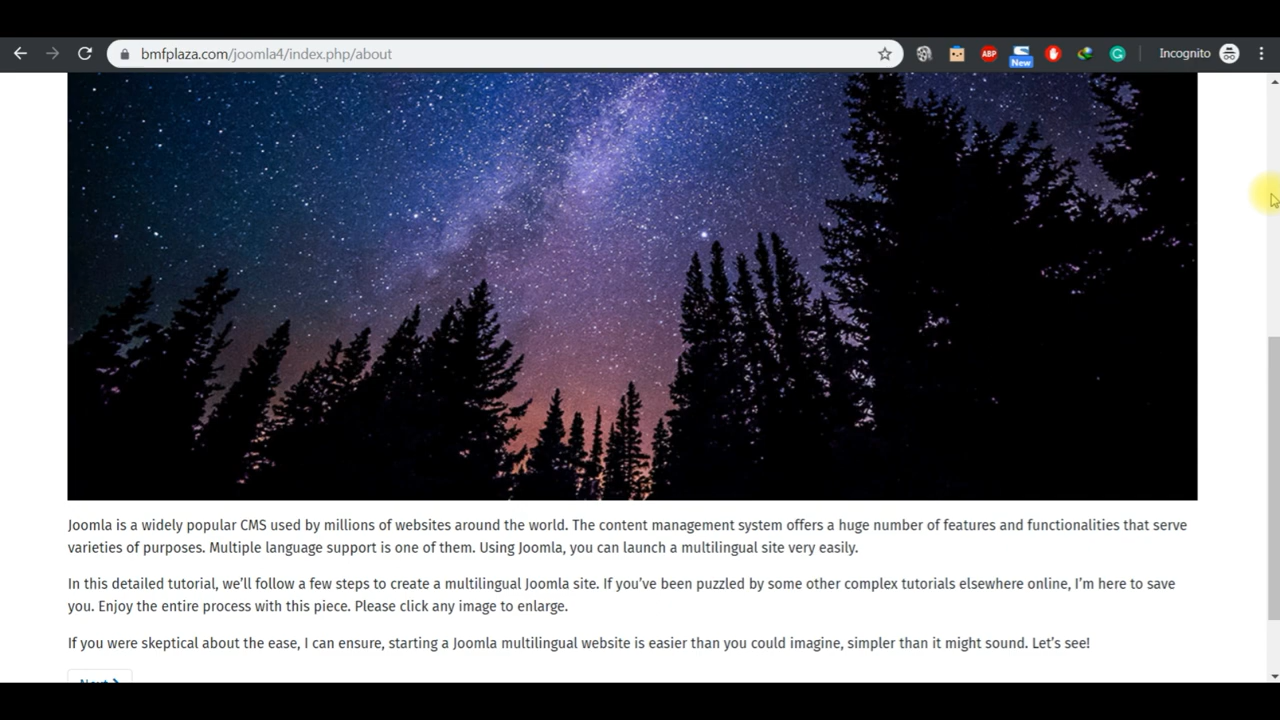 bmfplaza.com/joomla4/index.php/about
ABP
New
Incognito
Joomla is a widely popular CMS used by millions of websites around the world. The content management system offers a huge number of features and functionalities that serve
varieties of purposes. Multiple language support is one of them. Using Joomla, you can launch a multilingual site very easily.
In this detailed tutorial, we’ll follow a few steps to create a multilingual Joomla site. If you’ve been puzzled by some other complex tutorials elsewhere online, I’m here to save
you. Enjoy the entire process with this piece. Please click any image to enlarge.
If you were skeptical about the ease, I can ensure, starting a Joomla multilingual website is easier than you could imagine, simpler than it might sound. Let’s see!
Next